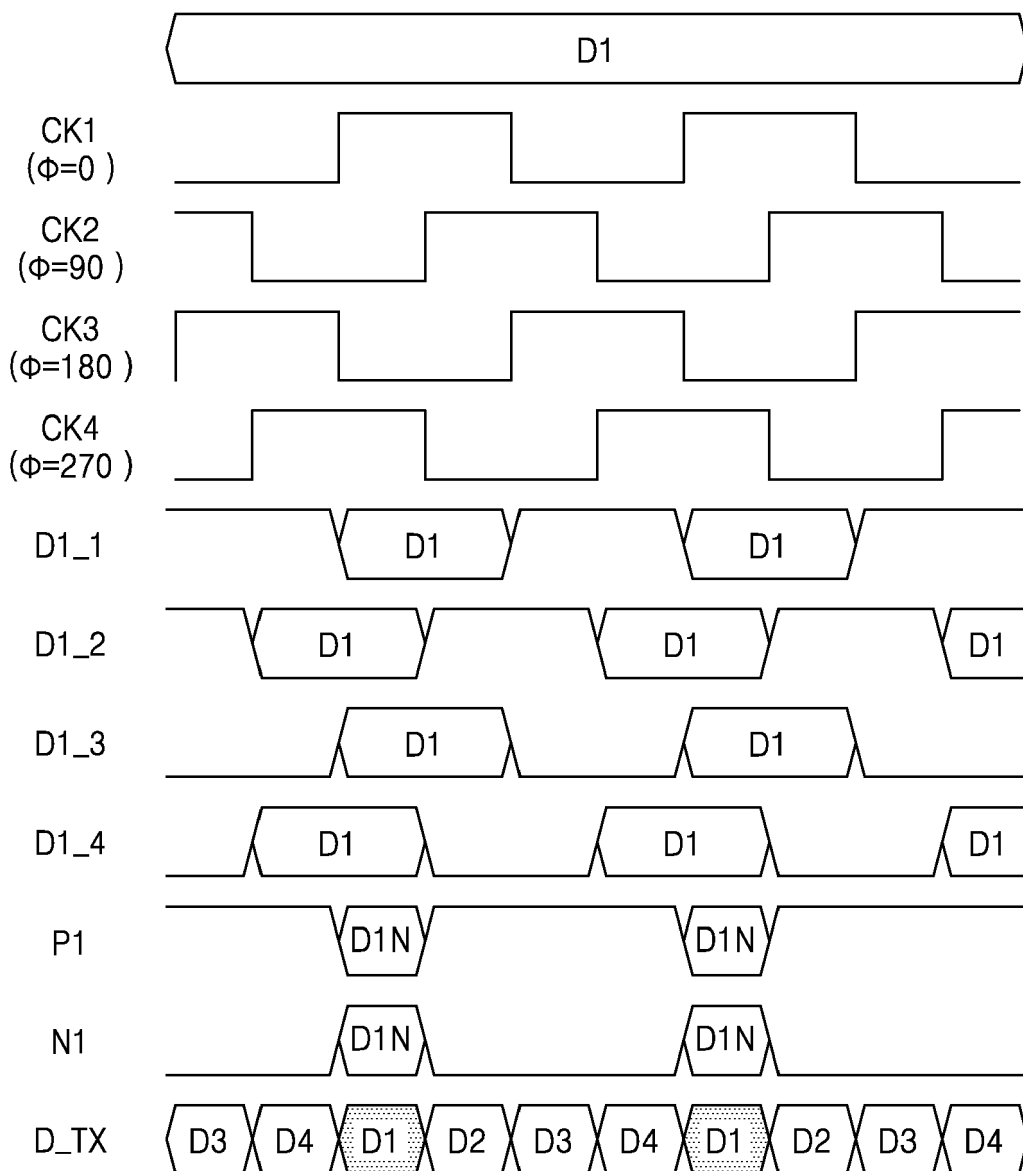 D1
CK1
(Φ=0 )
CK2
(Φ=90 )
CK3
(Φ=180 )
CK4
(Φ=270 )
D1_1 D1 D1
D1_2 D1 D1 D1
D1_3 D1 D1
D1_4 D1 D1 D1
P1 D1N D1N
N1 D1N D1N
D_TX D3 D4 D1 D2 D3 D4 D1 D2 D3 D4